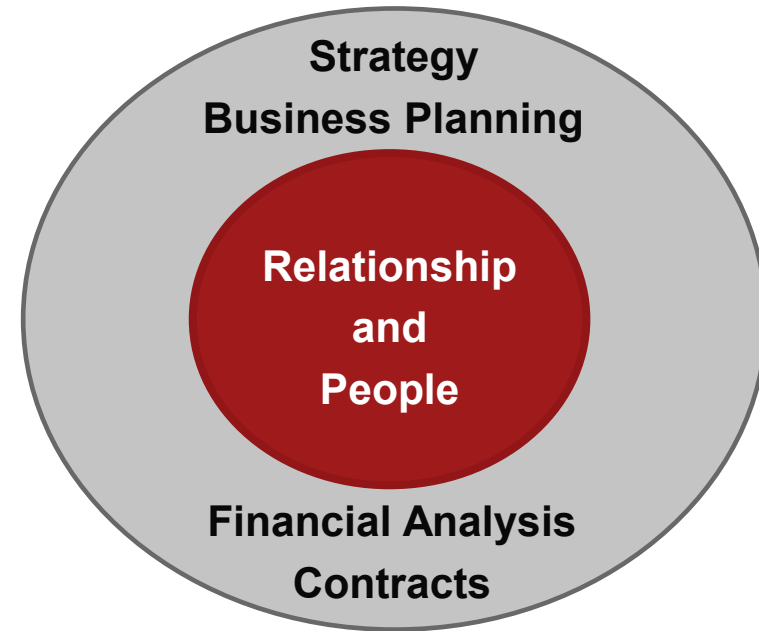 Strategy
Business Planning
Relationship
and
People
Financial Analysis
Contracts